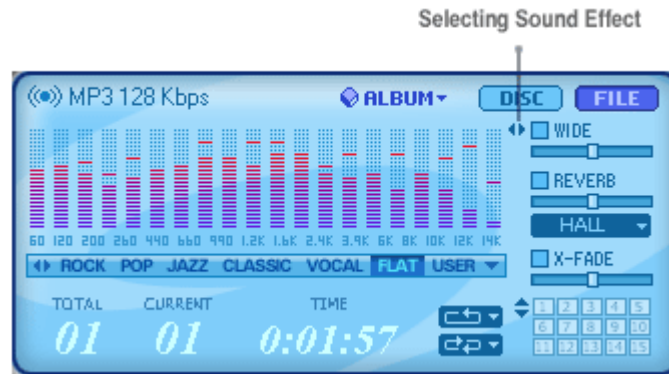 Selecting Sound Effect
MP3 128 Kbps
ALBUM
DISC
FILE
WIDE
REVERB
HALL
X-FADE
60 120 200 260 440 660 990 1.2K 1.6K 2.4K 3.9K 6K 8K 10K 12K 14K
ROCK POP JAZZ CLASSIC VOCAL FLAT USER
TOTAL CURRENT TIME
01 01 0:01:57
1 2 3 4 5
6 7 8 9 10
11 12 13 14 15